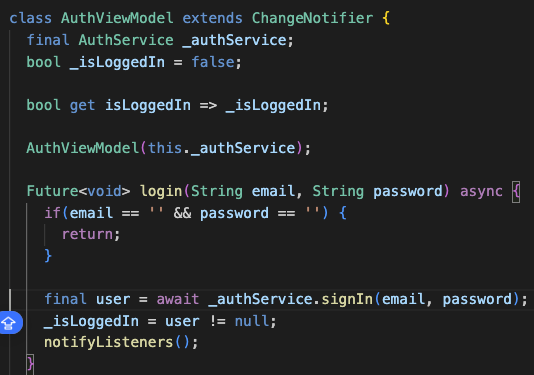 class AuthViewModel extends ChangeNotifier {
final AuthService _authService;
bool _isLoggedIn = false;
bool get isLoggedIn => _isLoggedIn;
AuthViewModel(this._authService);
Future<void> login(String email, String password) async {
if(email == '' && password == '') {
return;
}
final user = await _authService.signIn(email, password);
_isLoggedIn = user != null;
notifyListeners();
}